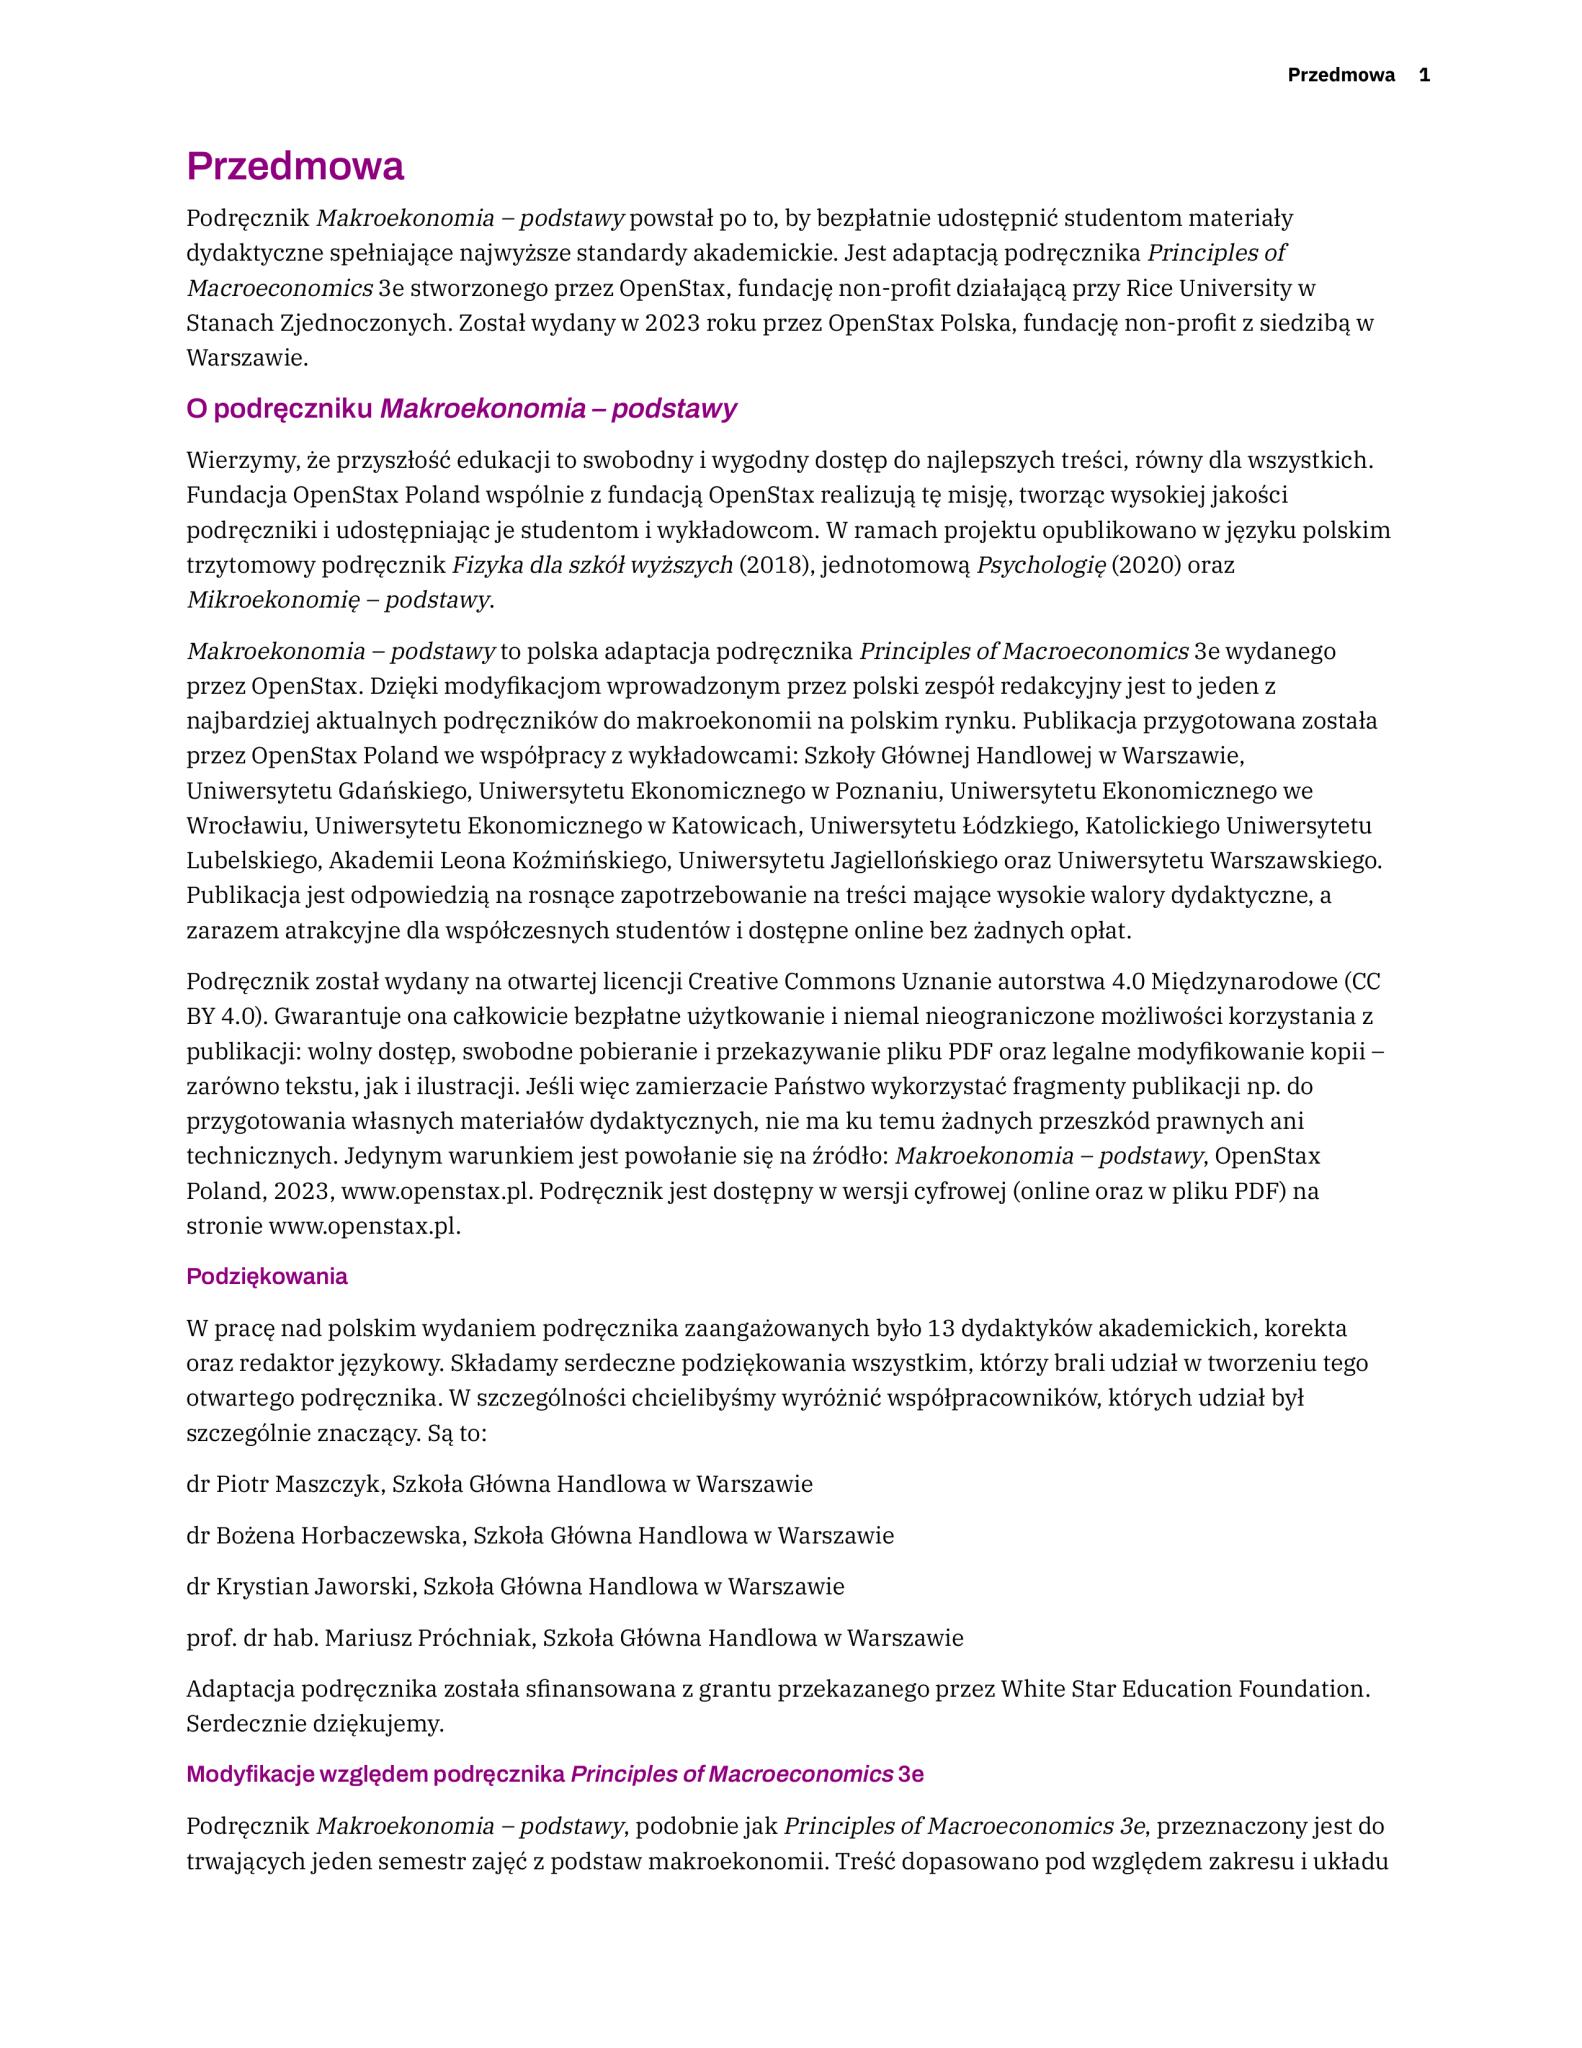 Przedmowa 1
Przedmowa
Podręcznik Makroekonomia – podstawy powstał po to, by bezpłatnie udostępnić studentom materiały
dydaktyczne spełniające najwyższe standardy akademickie. Jest adaptacją podręcznika Principles of
Macroeconomics 3e stworzonego przez OpenStax, fundację non-profit działającą przy Rice University w
Stanach Zjednoczonych. Został wydany w 2023 roku przez OpenStax Polska, fundację non-profit z siedzibą w
Warszawie.
O podręczniku Makroekonomia – podstawy
Wierzymy, że przyszłość edukacji to swobodny i wygodny dostęp do najlepszych treści, równy dla wszystkich.
Fundacja OpenStax Poland wspólnie z fundacją OpenStax realizują tę misję, tworząc wysokiej jakości
podręczniki i udostępniając je studentom i wykładowcom. W ramach projektu opublikowano w języku polskim
trzytomowy podręcznik Fizyka dla szkół wyższych (2018), jednotomową Psychologię (2020) oraz
Mikroekonomię – podstawy.
Makroekonomia – podstawy to polska adaptacja podręcznika Principles of Macroeconomics 3e wydanego
przez OpenStax. Dzięki modyfikacjom wprowadzonym przez polski zespół redakcyjny jest to jeden z
najbardziej aktualnych podręczników do makroekonomii na polskim rynku. Publikacja przygotowana została
przez OpenStax Poland we współpracy z wykładowcami: Szkoły Głównej Handlowej w Warszawie,
Uniwersytetu Gdańskiego, Uniwersytetu Ekonomicznego w Poznaniu, Uniwersytetu Ekonomicznego we
Wrocławiu, Uniwersytetu Ekonomicznego w Katowicach, Uniwersytetu Łódzkiego, Katolickiego Uniwersytetu
Lubelskiego, Akademii Leona Koźmińskiego, Uniwersytetu Jagiellońskiego oraz Uniwersytetu Warszawskiego.
Publikacja jest odpowiedzią na rosnące zapotrzebowanie na treści mające wysokie walory dydaktyczne, a
zarazem atrakcyjne dla współczesnych studentów i dostępne online bez żadnych opłat.
Podręcznik został wydany na otwartej licencji Creative Commons Uznanie autorstwa 4.0 Międzynarodowe (CC
BY 4.0). Gwarantuje ona całkowicie bezpłatne użytkowanie i niemal nieograniczone możliwości korzystania z
publikacji: wolny dostęp, swobodne pobieranie i przekazywanie pliku PDF oraz legalne modyfikowanie kopii –
zarówno tekstu, jak i ilustracji. Jeśli więc zamierzacie Państwo wykorzystać fragmenty publikacji np. do
przygotowania własnych materiałów dydaktycznych, nie ma ku temu żadnych przeszkód prawnych ani
technicznych. Jedynym warunkiem jest powołanie się na źródło: Makroekonomia – podstawy, OpenStax
Poland, 2023, www.openstax.pl. Podręcznik jest dostępny w wersji cyfrowej (online oraz w pliku PDF) na
stronie www.openstax.pl.
Podziękowania
W pracę nad polskim wydaniem podręcznika zaangażowanych było 13 dydaktyków akademickich, korekta
oraz redaktor językowy. Składamy serdeczne podziękowania wszystkim, którzy brali udział w tworzeniu tego
otwartego podręcznika. W szczególności chcielibyśmy wyróżnić współpracowników, których udział był
szczególnie znaczący. Są to:
dr Piotr Maszczyk, Szkoła Główna Handlowa w Warszawie
dr Bożena Horbaczewska, Szkoła Główna Handlowa w Warszawie
dr Krystian Jaworski, Szkoła Główna Handlowa w Warszawie
prof. dr hab. Mariusz Próchniak, Szkoła Główna Handlowa w Warszawie
Adaptacja podręcznika została sfinansowana z grantu przekazanego przez White Star Education Foundation.
Serdecznie dziękujemy.
Modyfikacje względem podręcznika Principles of Macroeconomics 3e
Podręcznik Makroekonomia – podstawy, podobnie jak Principles of Macroeconomics 3e, przeznaczony jest do
trwających jeden semestr zajęć z podstaw makroekonomii. Treść dopasowano pod względem zakresu i układu